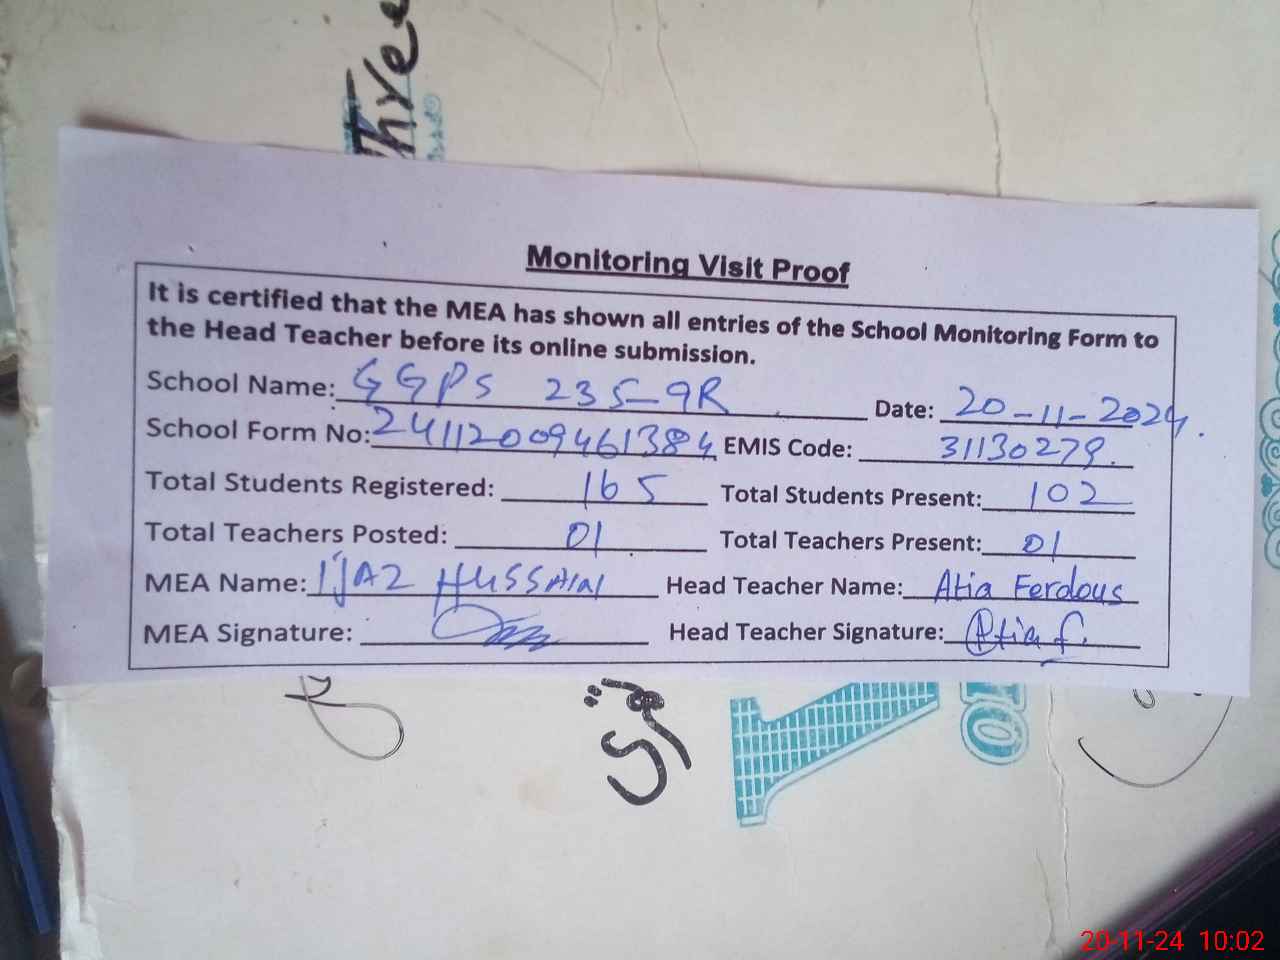 Three
Monitoring Visit Proof
It is certified that the MEA has shown all entries of the School Monitoring Form to
the Head Teacher before its online submission.
School Name: GGPS 235-9R Date: 20-11-2024.
School Form No: 241120009461384 EMIS Code: 31130279.
Total Students Registered: 165 Total Students Present: 102
Total Teachers Posted: 01 Total Teachers Present: 01
MEA Name: IJAZ HUSSAIN Head Teacher Name: Atia Ferdous
MEA Signature: Head Teacher Signature: Atia f.
20-11-24 10:02